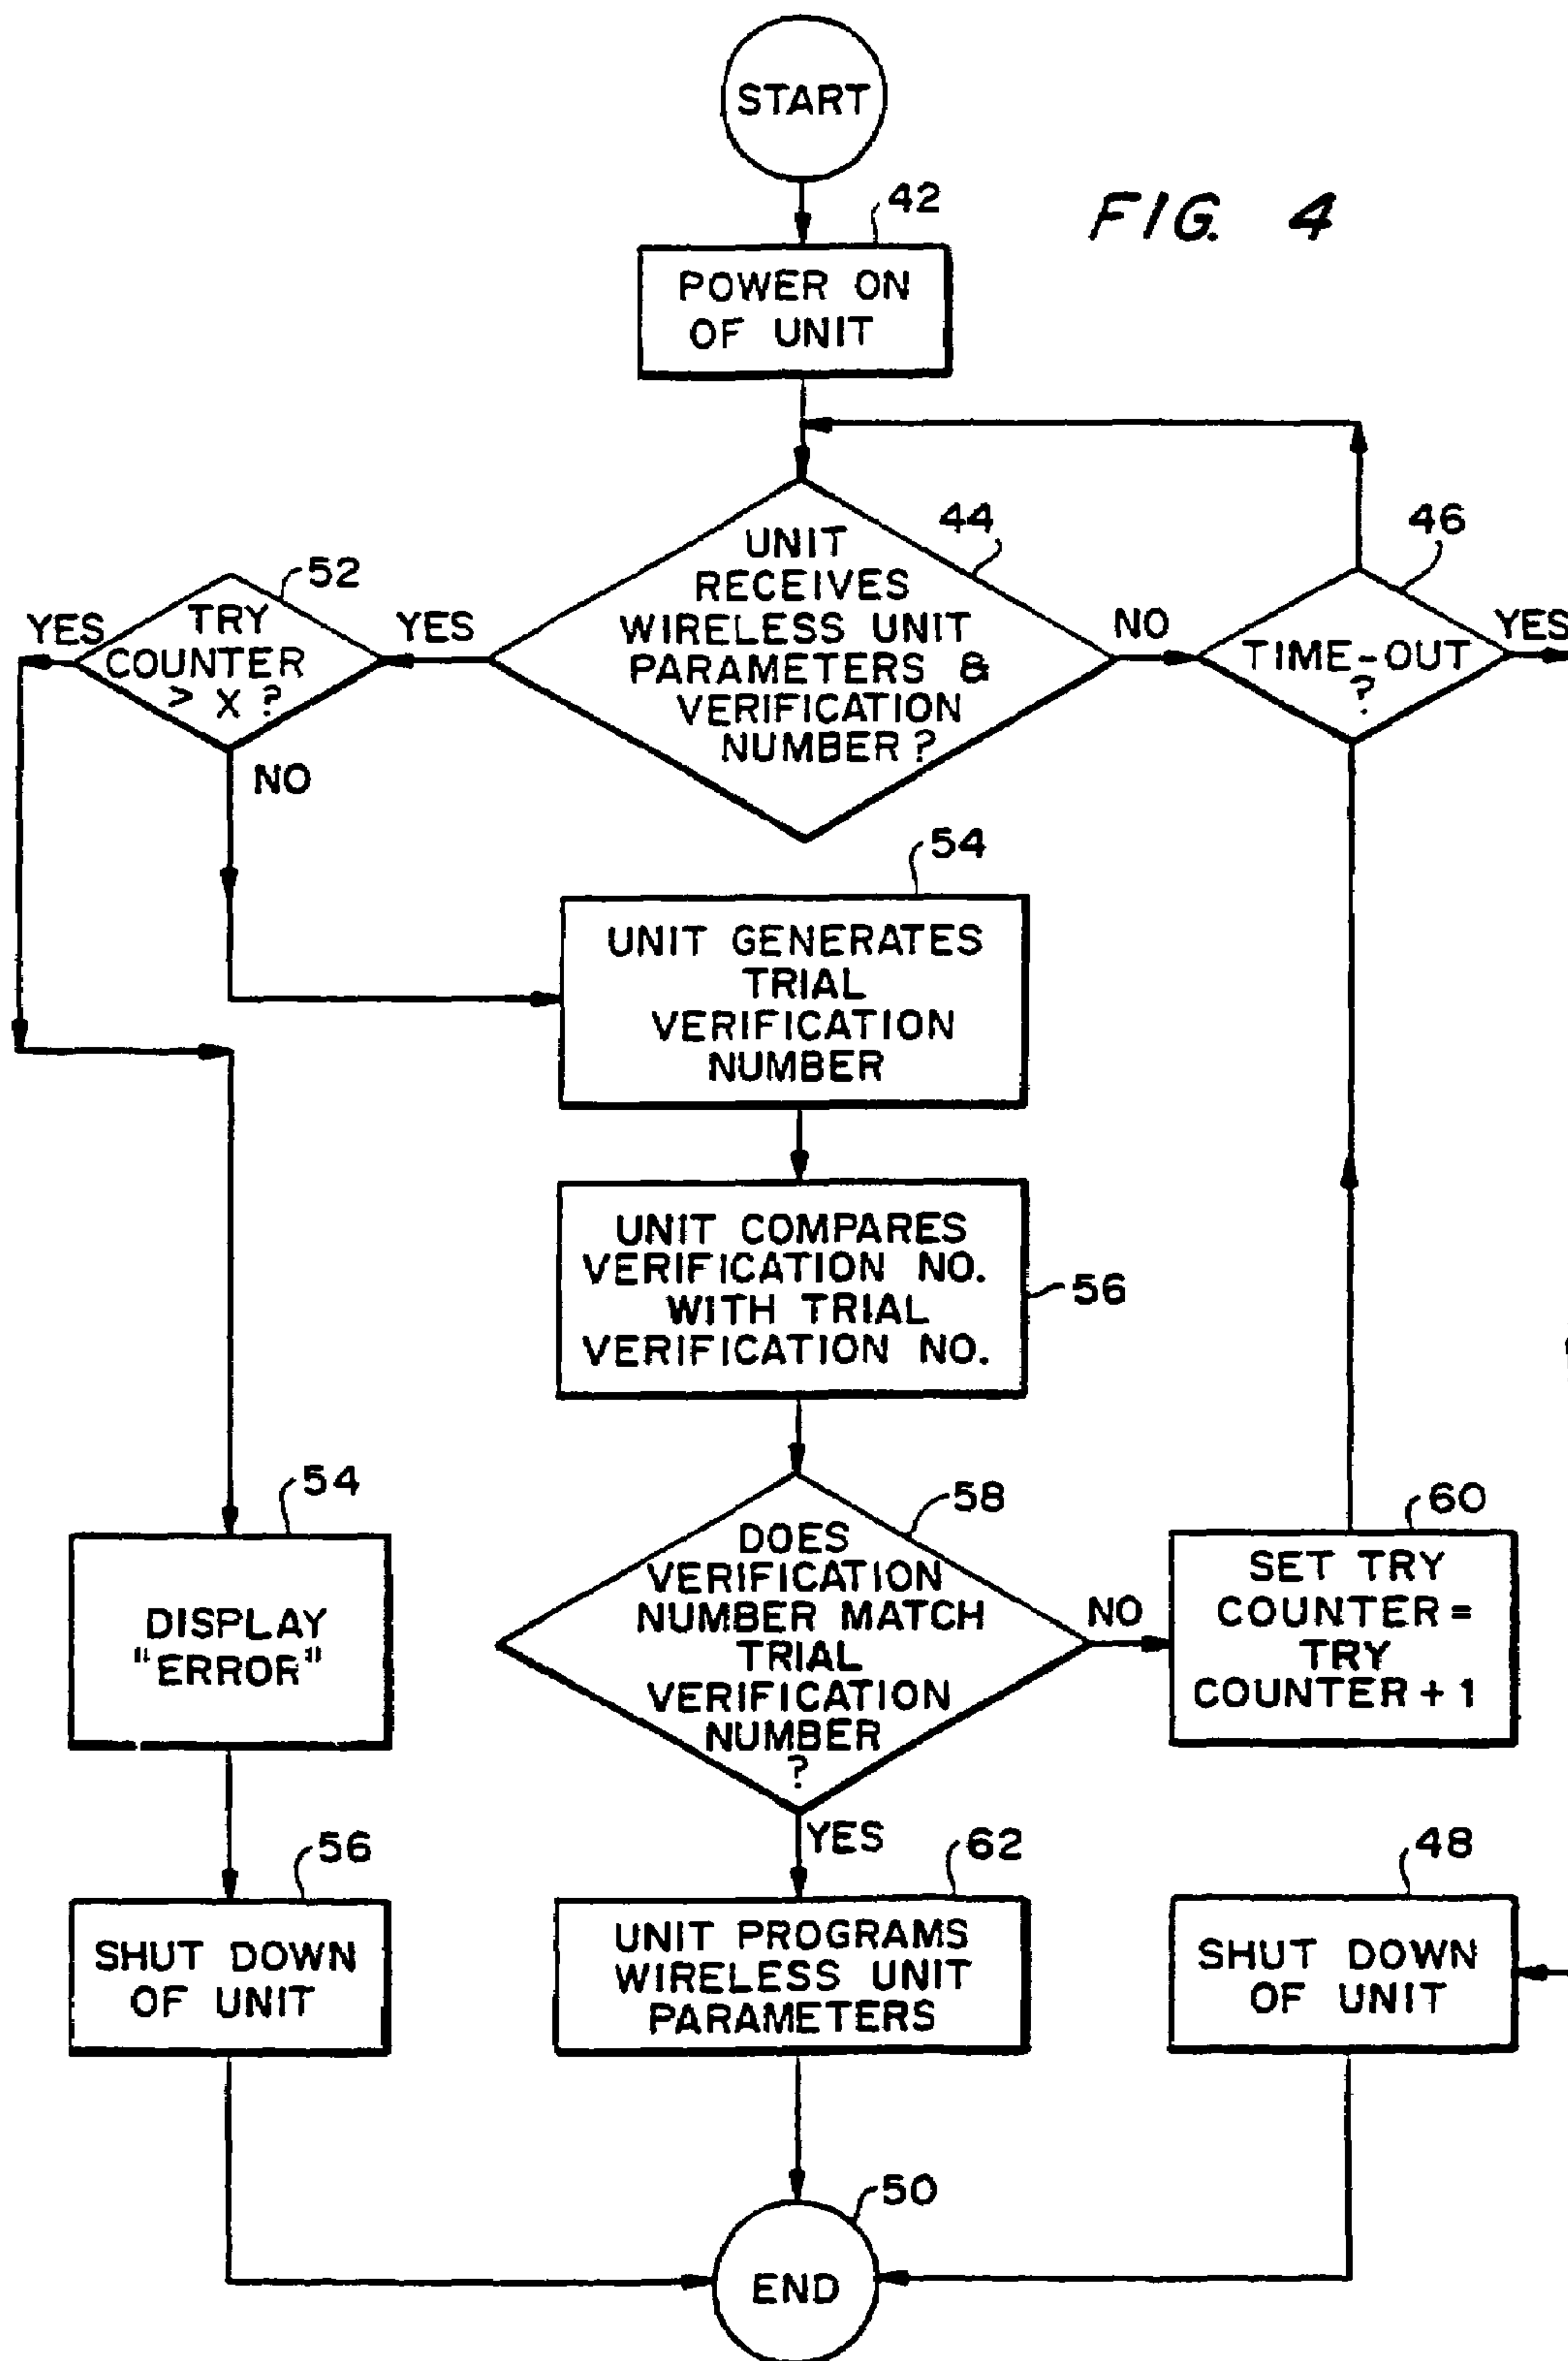 START
FIG. 4
42
POWER ON
OF UNIT
44
UNIT
RECEIVES
WIRELESS UNIT
PARAMETERS &
VERIFICATION
NUMBER?
46
TIME-OUT
?
NO
YES
52
TRY
COUNTER
> X ?
YES
YES
NO
54
UNIT GENERATES
TRIAL
VERIFICATION
NUMBER
56
UNIT COMPARES
VERIFICATION NO.
WITH TRIAL
VERIFICATION NO.
58
DOES
VERIFICATION
NUMBER MATCH
TRIAL
VERIFICATION
NUMBER
?
NO
YES
60
SET TRY
COUNTER =
TRY
COUNTER + 1
54
DISPLAY
"ERROR"
56
SHUT DOWN
OF UNIT
62
UNIT PROGRAMS
WIRELESS UNIT
PARAMETERS
48
SHUT DOWN
OF UNIT
50
END